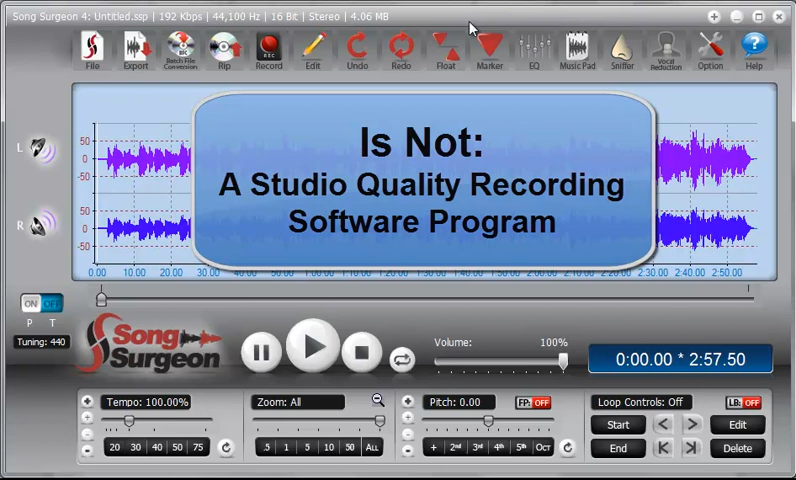 Song Surgeon 4: Untitled.ssp | 192 Kbps | 44,100 Hz | 16 Bit | Stereo | 4.06 MB
File Export Batch File Conversion Rip Record Edit Undo Redo Float Marker EQ Music Pad Sniffer Vocal Reduction Option Help
REC
Is Not:
A Studio Quality Recording
Software Program
L 50 0 -50
R 50 0 -50
0.00 10.00 20.00 30.00 2:30.00 2:40.00 2:50.00
ON OFF
P T
Tuning: 440
Song
Surgeon
Volume: 100%
0:00.00 * 2:57.50
Tempo: 100.00% Zoom: All Pitch: 0.00 FP: OFF Loop Controls: Off LB: OFF
Start Edit
20 30 40 50 75 .5 1 5 10 50 ALL + 2nd 3rd 4th 5th Oct End Delete